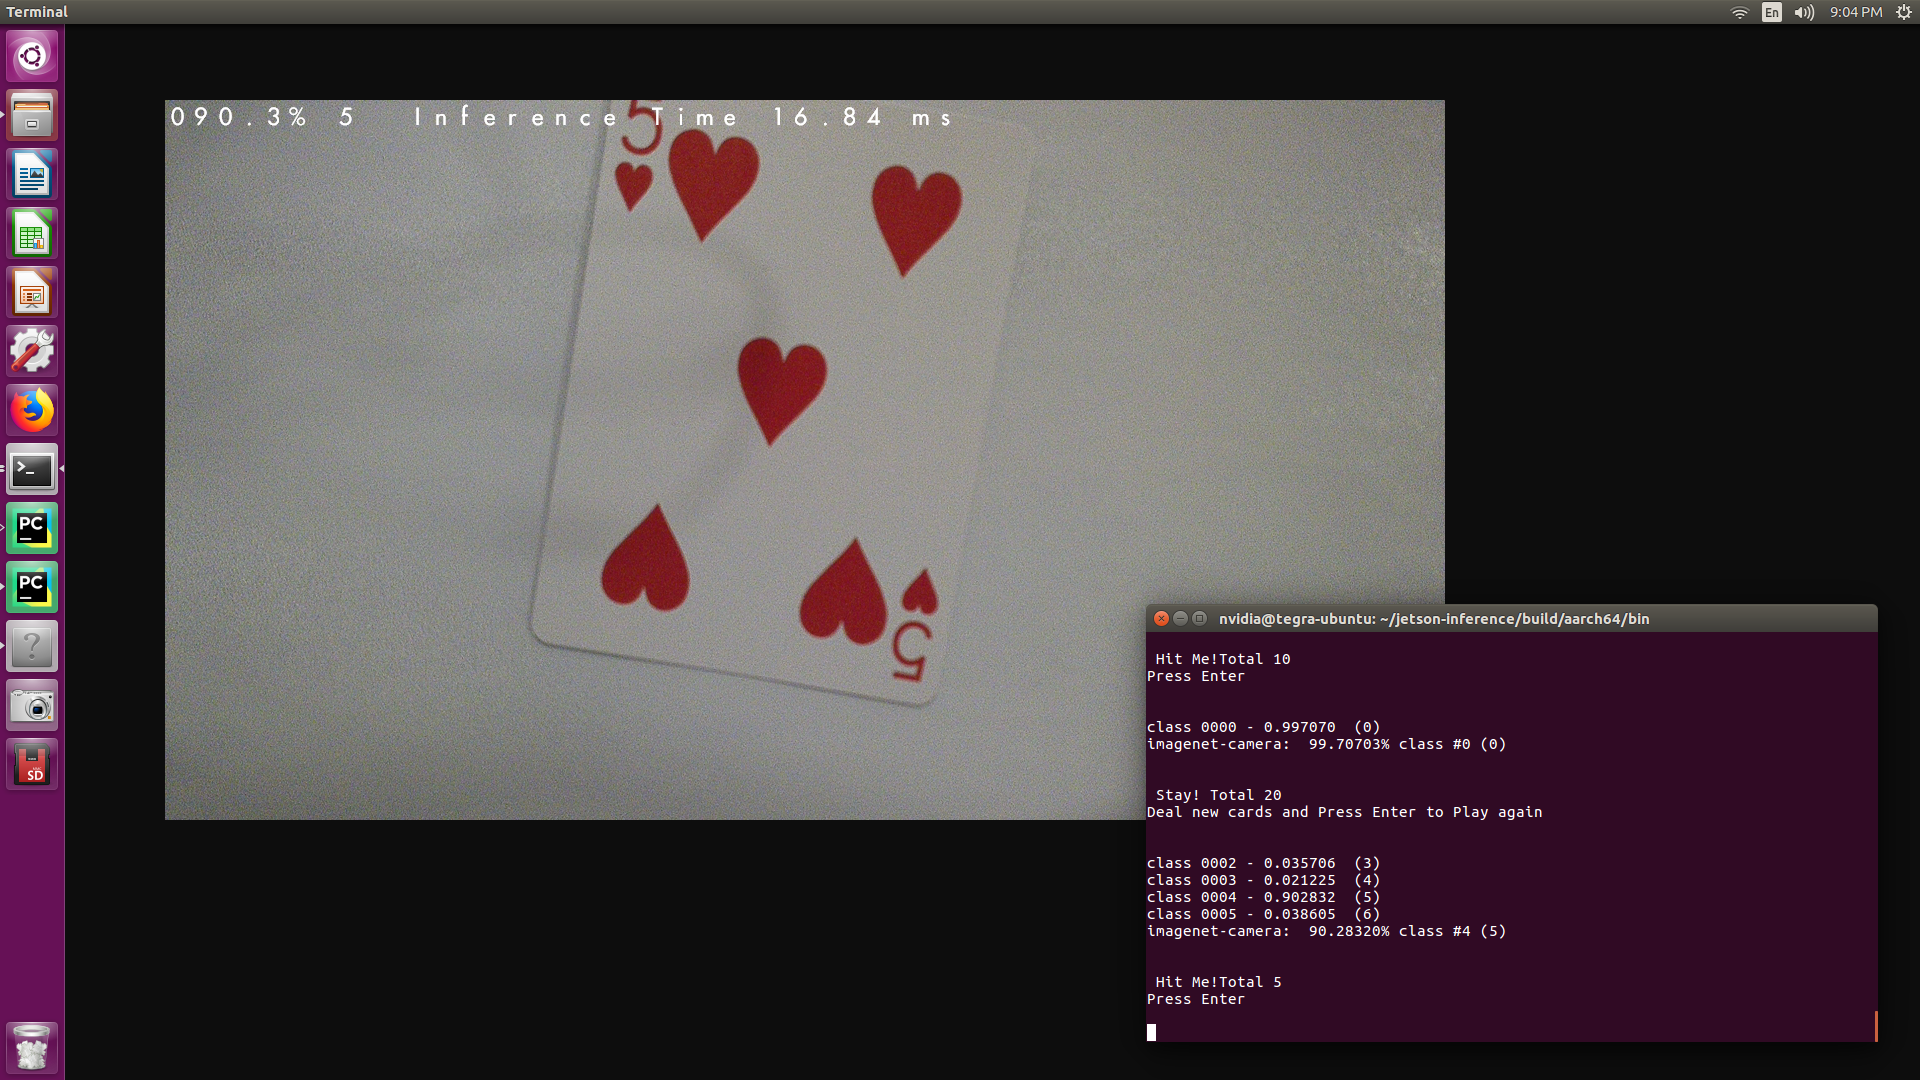 Terminal
En
9:04 PM
090.3% 5 Inference Time 16.84 ms
5
5
PC
PC
SD
nvidia@tegra-ubuntu: ~/jetson-inference/build/aarch64/bin
Hit Me!Total 10
Press Enter
class 0000 - 0.997070 (0)
imagenet-camera: 99.70703% class #0 (0)
Stay! Total 20
Deal new cards and Press Enter to Play again
class 0002 - 0.035706 (3)
class 0003 - 0.021225 (4)
class 0004 - 0.902832 (5)
class 0005 - 0.038605 (6)
imagenet-camera: 90.28320% class #4 (5)
Hit Me!Total 5
Press Enter